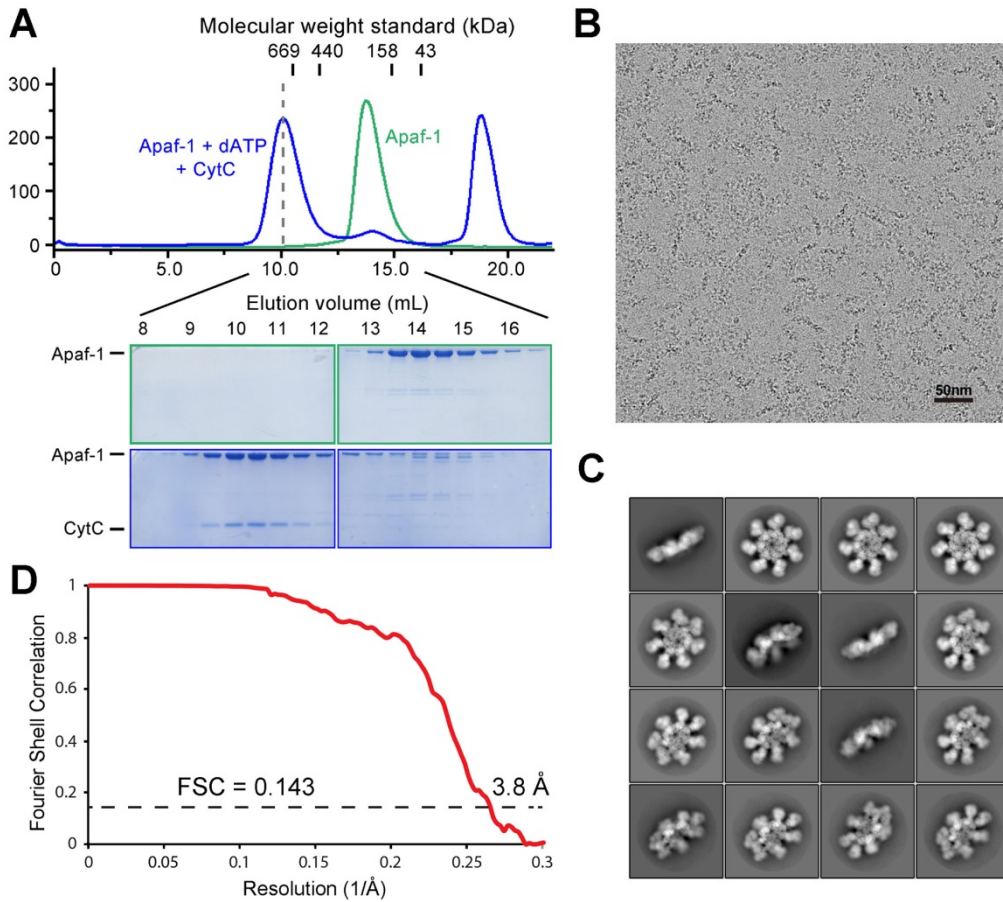 A
Molecular weight standard (kDa)
669 440 158 43
300
200
100
0
Apaf-1 + dATP
+ CytC
Apaf-1
0 5.0 10.0 15.0 20.0
Elution volume (mL)
8 9 10 11 12 13 14 15 16
Apaf-1
Apaf-1
CytC
B
50nm
C
D
Fourier Shell Correlation
1
0.8
0.6
0.4
0.2
0
FSC = 0.143 3.8 Å
0 0.05 0.1 0.15 0.2 0.25 0.3
Resolution (1/Å)